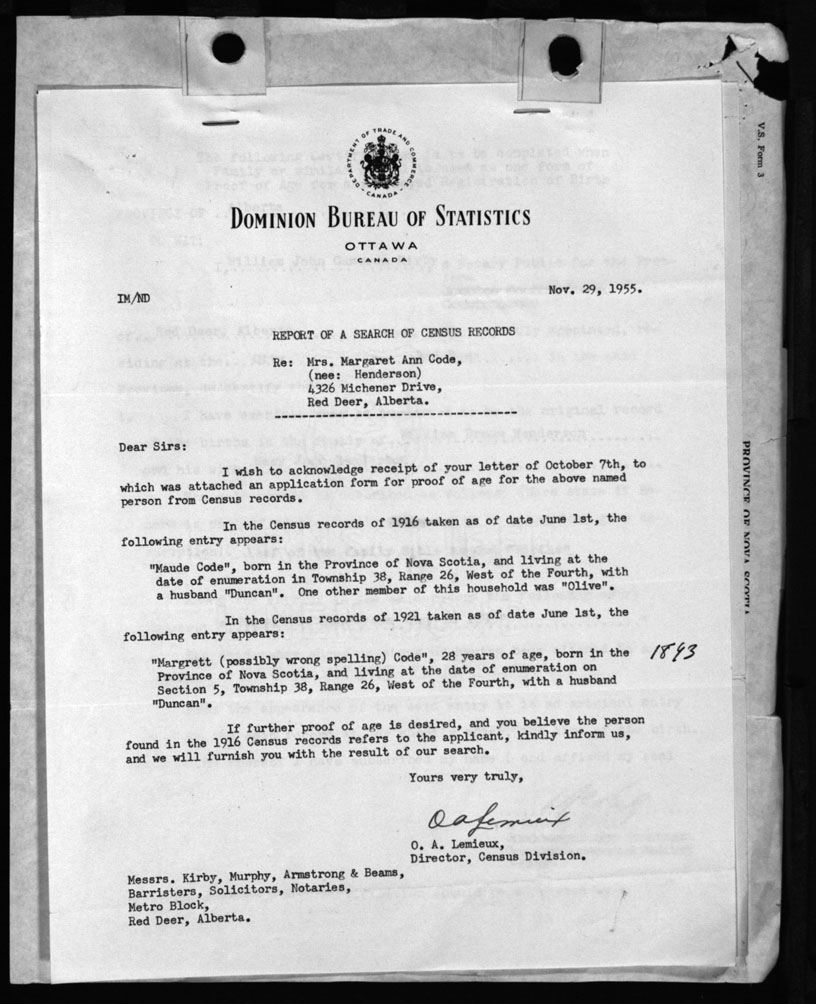 V.S. Form 3
DEPARTMENT OF TRADE AND COMMERCE
CANADA
DOMINION BUREAU OF STATISTICS
OTTAWA
CANADA
IM/ND
Nov. 29, 1955.
REPORT OF A SEARCH OF CENSUS RECORDS
Re: Mrs. Margaret Ann Code,
(nee: Henderson)
4326 Michener Drive,
Red Deer, Alberta.
Dear Sirs:
I wish to acknowledge receipt of your letter of October 7th, to
which was attached an application form for proof of age for the above named
person from Census records.
In the Census records of 1916 taken as of date June 1st, the
following entry appears:
"Maude Code", born in the Province of Nova Scotia, and living at the
date of enumeration in Township 38, Range 26, West of the Fourth, with
a husband "Duncan". One other member of this household was "Olive".
In the Census records of 1921 taken as of date June 1st, the
following entry appears:
"Margrett (possibly wrong spelling) Code", 28 years of age, born in the 1893
Province of Nova Scotia, and living at the date of enumeration on
Section 5, Township 38, Range 26, West of the Fourth, with a husband
"Duncan".
If further proof of age is desired, and you believe the person
found in the 1916 Census records refers to the applicant, kindly inform us,
and we will furnish you with the result of our search.
Yours very truly,
O A Lemieux
O. A. Lemieux,
Director, Census Division.
Messrs. Kirby, Murphy, Armstrong & Beams,
Barristers, Solicitors, Notaries,
Metro Block,
Red Deer, Alberta.
PROVINCE OF NOVA SCOTIA